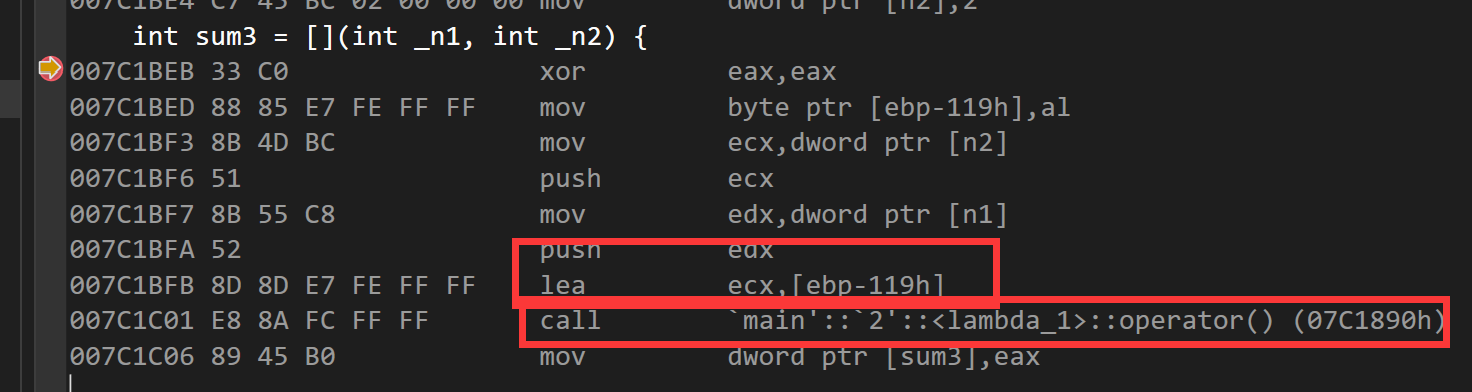 007C1BE4 C7 45 BC 02 00 00 00 mov dword ptr [n2],2
int sum3 = [](int _n1, int _n2) {
007C1BEB 33 C0 xor eax,eax
007C1BED 88 85 E7 FE FF FF mov byte ptr [ebp-119h],al
007C1BF3 8B 4D BC mov ecx,dword ptr [n2]
007C1BF6 51 push ecx
007C1BF7 8B 55 C8 mov edx,dword ptr [n1]
007C1BFA 52 push edx
007C1BFB 8D 8D E7 FE FF FF lea ecx,[ebp-119h]
007C1C01 E8 8A FC FF FF call `main'::`2'::<lambda_1>::operator() (07C1890h)
007C1C06 89 45 B0 mov dword ptr [sum3],eax